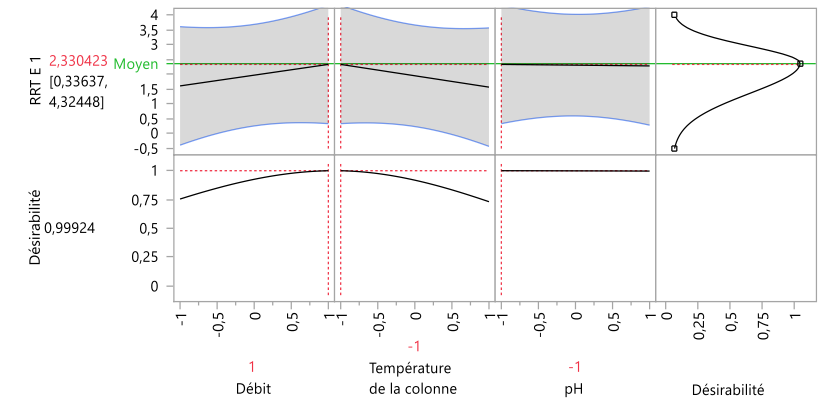 RRT E 1
2,330423
[0,33637,
4,32448]
Moyen
4
3,5
3
1,5
1
0,5
0
-0,5
Désirabilité
0,99924
1
0,75
0,5
0,25
0
-1 -0,5 0 0,5 1
-1 -0,5 0 0,5 1
-1 -0,5 0 0,5 1
0 0,25 0,5 0,75 1
1
Débit
-1
Température
de la colonne
-1
pH
Désirabilité